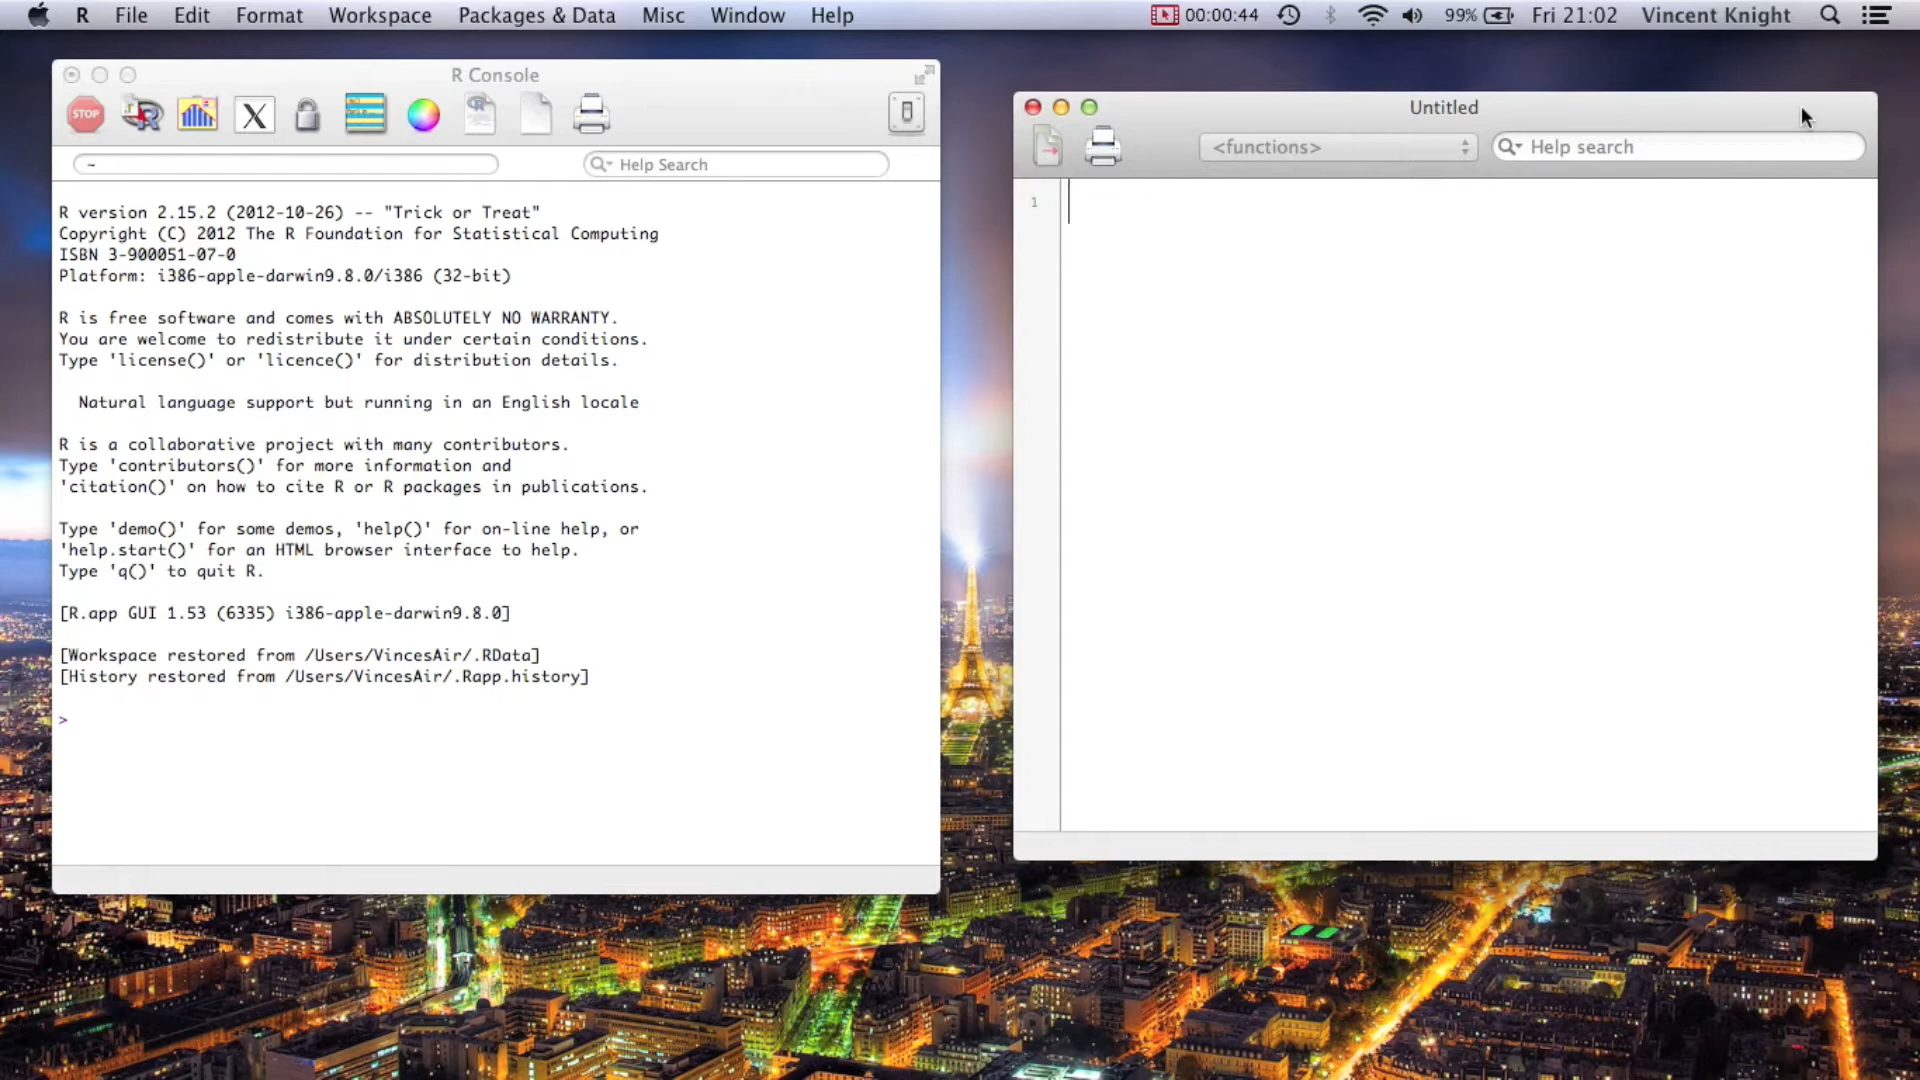 R File Edit Format Workspace Packages & Data Misc Window Help 00:00:44 99% Fri 21:02 Vincent Knight
R Console
STOP
~
Help Search
R version 2.15.2 (2012-10-26) -- "Trick or Treat"
Copyright (C) 2012 The R Foundation for Statistical Computing
ISBN 3-900051-07-0
Platform: i386-apple-darwin9.8.0/i386 (32-bit)
R is free software and comes with ABSOLUTELY NO WARRANTY.
You are welcome to redistribute it under certain conditions.
Type 'license()' or 'licence()' for distribution details.
Natural language support but running in an English locale
R is a collaborative project with many contributors.
Type 'contributors()' for more information and
'citation()' on how to cite R or R packages in publications.
Type 'demo()' for some demos, 'help()' for on-line help, or
'help.start()' for an HTML browser interface to help.
Type 'q()' to quit R.
[R.app GUI 1.53 (6335) i386-apple-darwin9.8.0]
[Workspace restored from /Users/VincesAir/.RData]
[History restored from /Users/VincesAir/.Rapp.history]
>
Untitled
<functions>
Help search
1